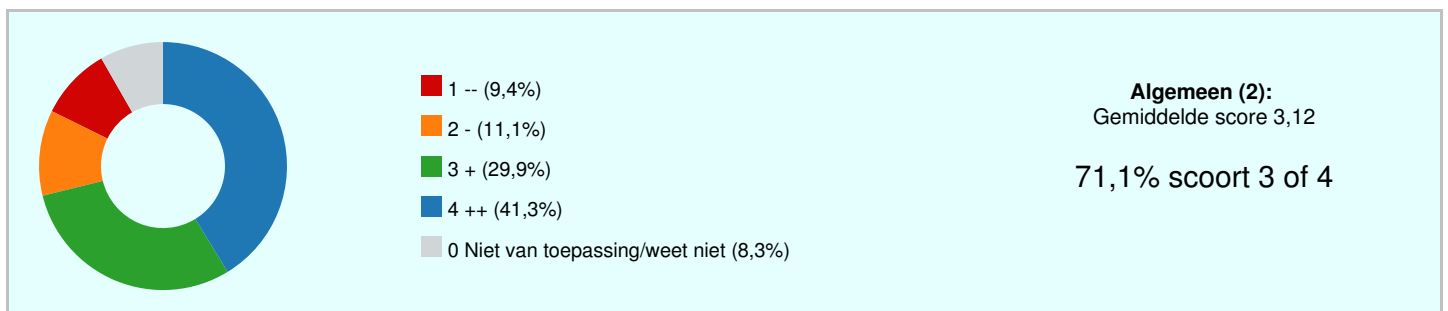 1 -- (9,4%)
2 - (11,1%)
3 + (29,9%)
4 ++ (41,3%)
0 Niet van toepassing/weet niet (8,3%)
Algemeen (2):
Gemiddelde score 3,12
71,1% scoort 3 of 4